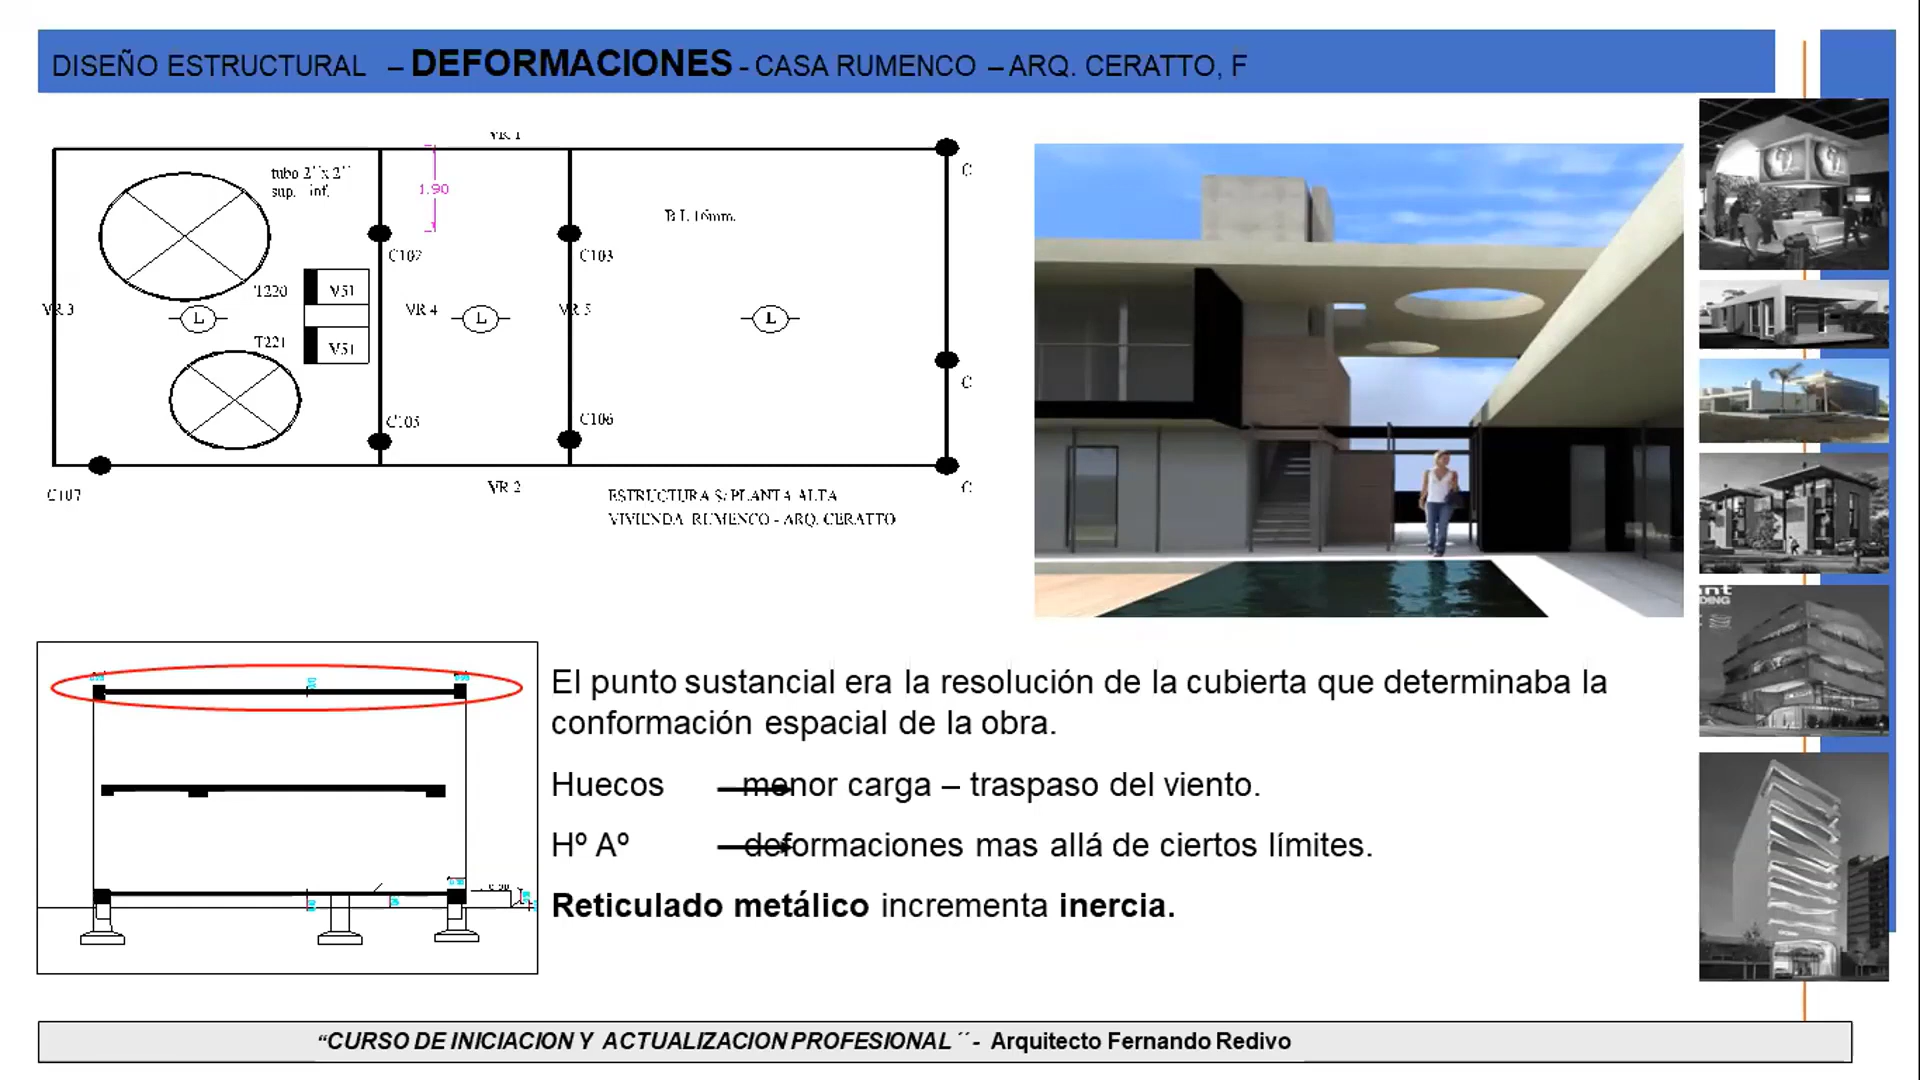 DISEÑO ESTRUCTURAL – DEFORMACIONES - CASA RUMENCO – ARQ. CERATTO, F
VR 1
C
tubo 2´´x 2´´
sup. inf.
1.90
C102
C103
T220
V51
VR 3
L
VR 4
L
VR 5
L
T221
V51
C
C105
C106
C107
VR 2
C
ESTRUCTURA S/ PLANTA ALTA
VIVIENDA RUMENCO - ARQ. CERATTO
El punto sustancial era la resolución de la cubierta que determinaba la
conformación espacial de la obra.
Huecos menor carga – traspaso del viento.
Hº Aº deformaciones mas allá de ciertos límites.
Reticulado metálico incrementa inercia.
“CURSO DE INICIACION Y ACTUALIZACION PROFESIONAL ´´ - Arquitecto Fernando Redivo